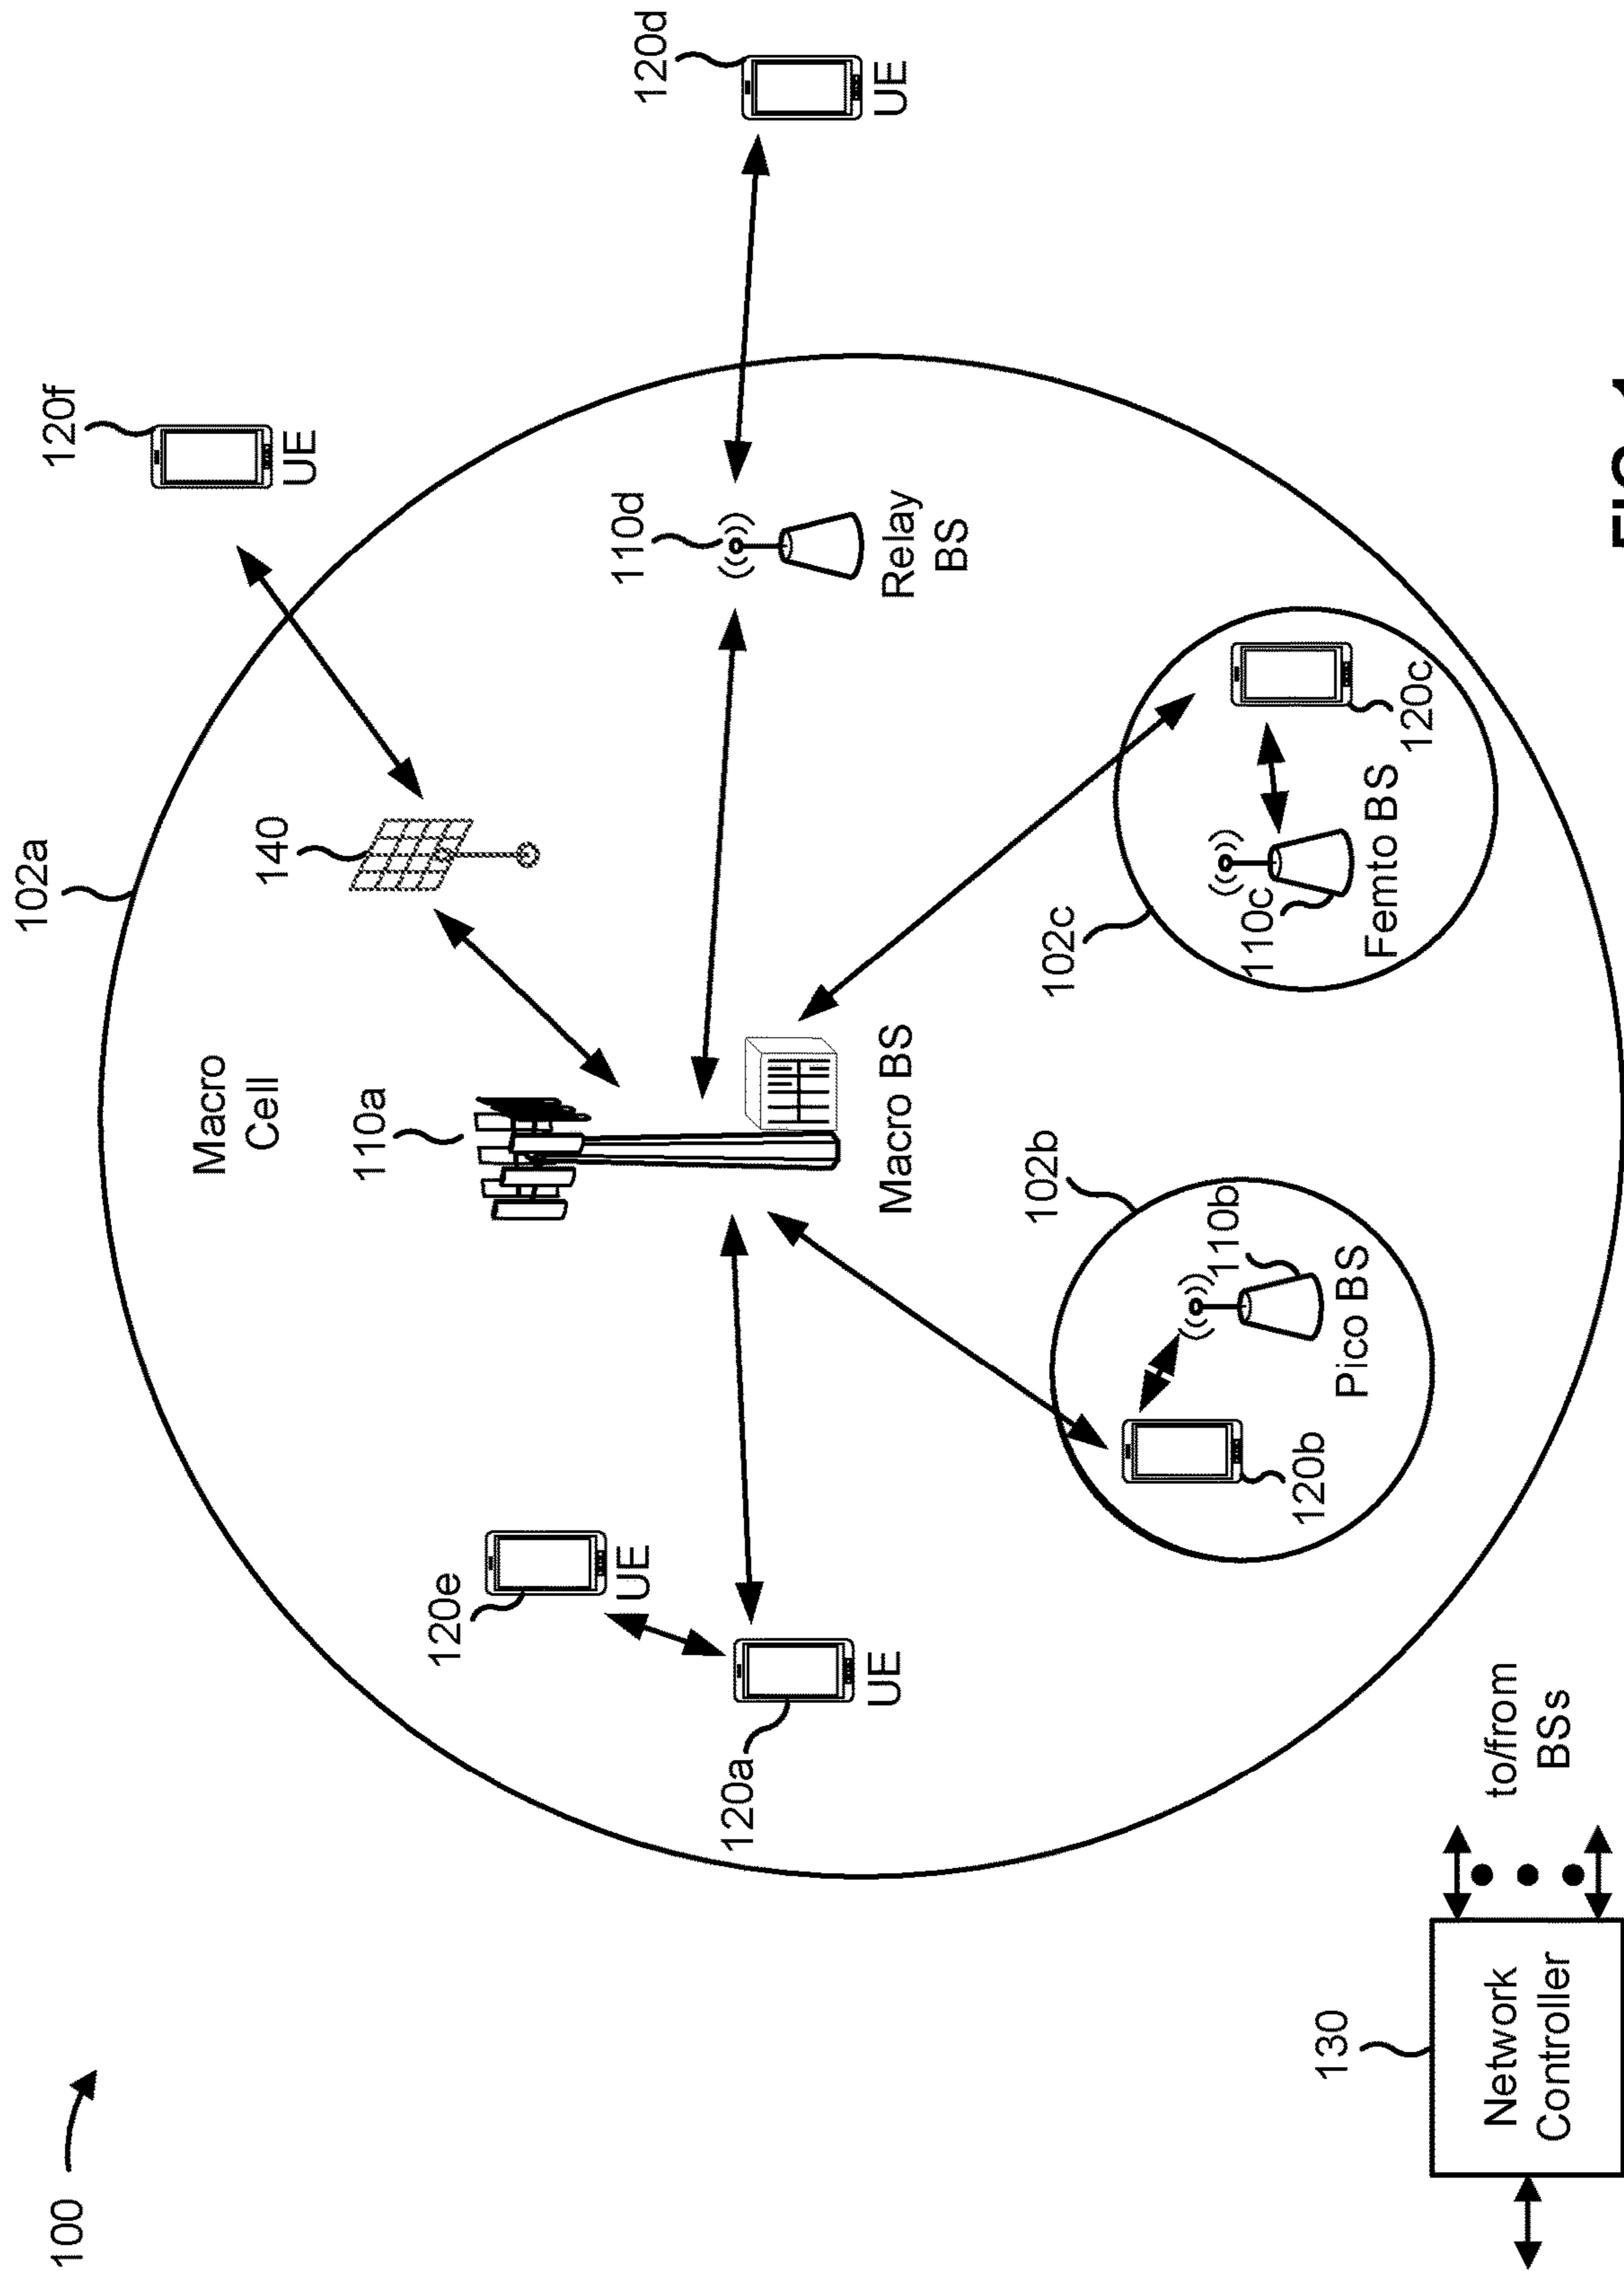 100
102a
Macro
Cell
120f
UE
140
110a
120e
UE
120d
UE
110d
Relay
BS
120a
UE
Macro BS
102b
102c
110b
Pico BS
120b
110c
Femto BS
120c
130
Network
Controller
to/from
BSs